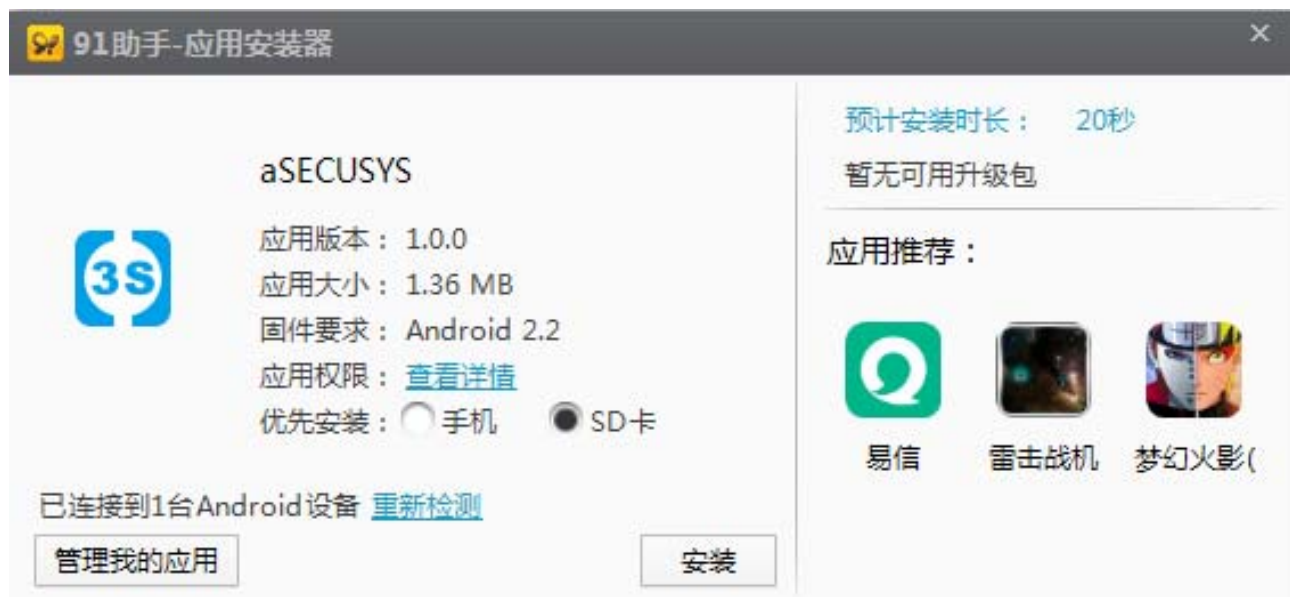 91助手-应用安装器
aSECUSYS
3S
应用版本： 1.0.0
应用大小： 1.36 MB
固件要求： Android 2.2
应用权限： 查看详情
优先安装： 手机 SD卡
已连接到1台Android设备 重新检测
管理我的应用
安装
预计安装时长： 20秒
暂无可用升级包
应用推荐：
易信 雷击战机 梦幻火影(